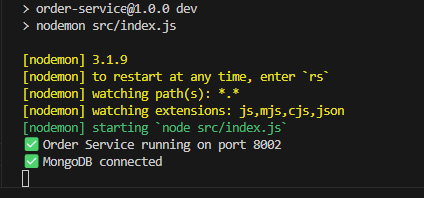 > order-service@1.0.0 dev
> nodemon src/index.js
[nodemon] 3.1.9
[nodemon] to restart at any time, enter `rs`
[nodemon] watching path(s): *.*
[nodemon] watching extensions: js,mjs,cjs,json
[nodemon] starting `node src/index.js`
✅ Order Service running on port 8002
✅ MongoDB connected